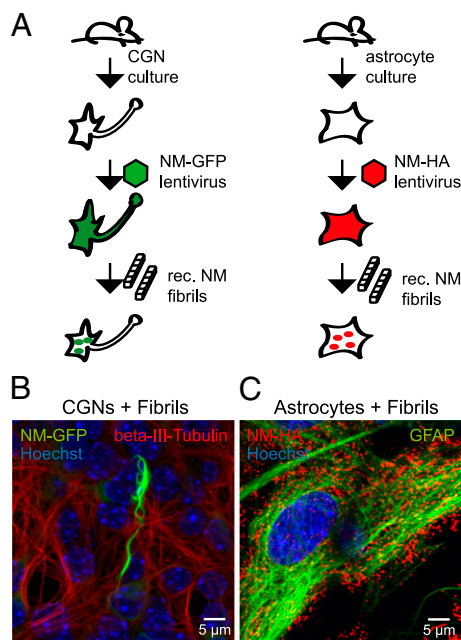 A
CGN
culture
astrocyte
culture
NM-GFP
lentivirus
NM-HA
lentivirus
rec. NM
fibrils
rec. NM
fibrils
B
CGNs + Fibrils
NM-GFP
beta-III-Tubulin
Hoechst
5 µm
C
Astrocytes + Fibrils
NM-HA
GFAP
Hoechst
5 µm